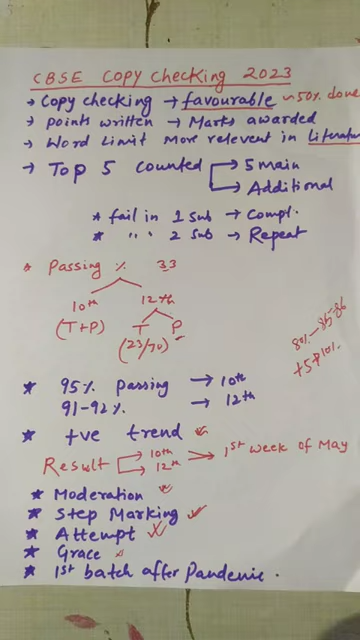 CBSE Copy Checking 2023
→ Copy checking → favourable ~50% done
→ points written → Marks awarded
→ Word Limit More relevent in Literature
→ Top 5 counted → 5 main
→ Additional
* fail in 1 Sub → Compt.
* " " 2 Sub → Repeat
* Passing % 33
10th 12th
(T+P) T P
(23/70)
80% - 85-86
+5 10%
* 95% passing → 10th
91-92% → 12th
* +ve trend
Result → 10th → 1st week of May
→ 12th
* Moderation
* Step Marking ✓
* Attempt
* Grace
* 1st batch after Pandemic.